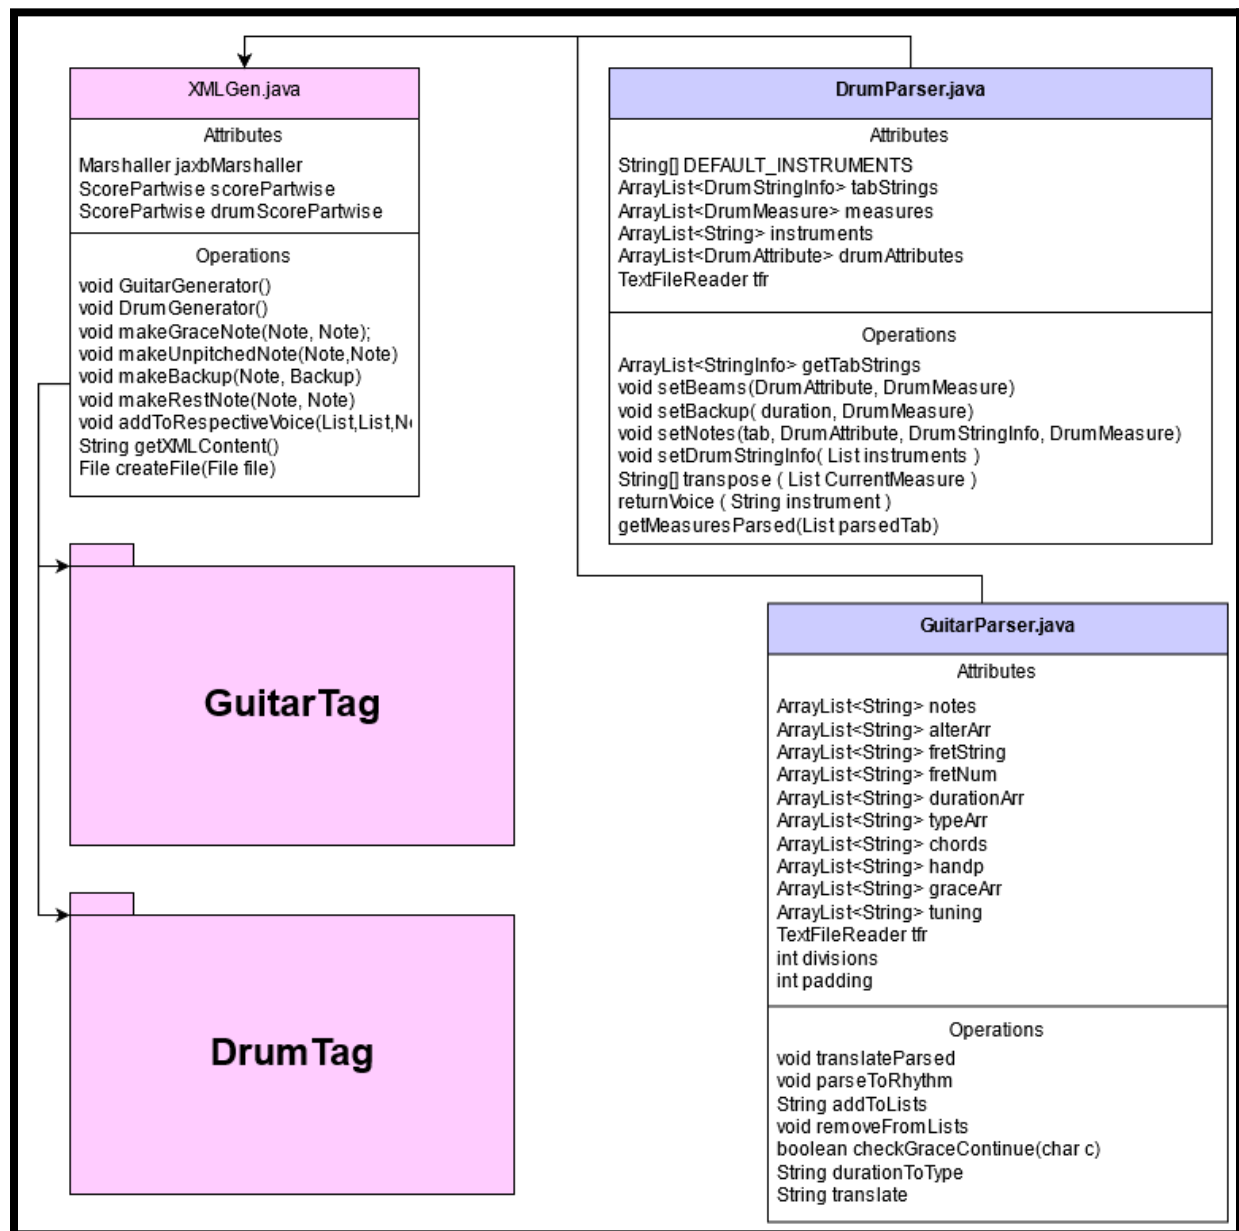 XMLGen.java
Attributes
Marshaller jaxbMarshaller
ScorePartwise scorePartwise
ScorePartwise drumScorePartwise
Operations
void GuitarGenerator()
void DrumGenerator()
void makeGraceNote(Note, Note);
void makeUnpitchedNote(Note,Note)
void makeBackup(Note, Backup)
void makeRestNote(Note, Note)
void addToRespectiveVoice(List,List,N
String getXMLContent()
File createFile(File file)
DrumParser.java
Attributes
String[] DEFAULT_INSTRUMENTS
ArrayList<DrumStringInfo> tabStrings
ArrayList<DrumMeasure> measures
ArrayList<String> instruments
ArrayList<DrumAttribute> drumAttributes
TextFileReader tfr
Operations
ArrayList<StringInfo> getTabStrings
void setBeams(DrumAttribute, DrumMeasure)
void setBackup( duration, DrumMeasure)
void setNotes(tab, DrumAttribute, DrumStringInfo, DrumMeasure)
void setDrumStringInfo( List instruments )
String[] transpose ( List CurrentMeasure )
returnVoice ( String instrument )
getMeasuresParsed(List parsedTab)
GuitarTag
DrumTag
GuitarParser.java
Attributes
ArrayList<String> notes
ArrayList<String> alterArr
ArrayList<String> fretString
ArrayList<String> fretNum
ArrayList<String> durationArr
ArrayList<String> typeArr
ArrayList<String> chords
ArrayList<String> handp
ArrayList<String> graceArr
ArrayList<String> tuning
TextFileReader tfr
int divisions
int padding
Operations
void translateParsed
void parseToRhythm
String addToLists
void removeFromLists
boolean checkGraceContinue(char c)
String durationToType
String translate